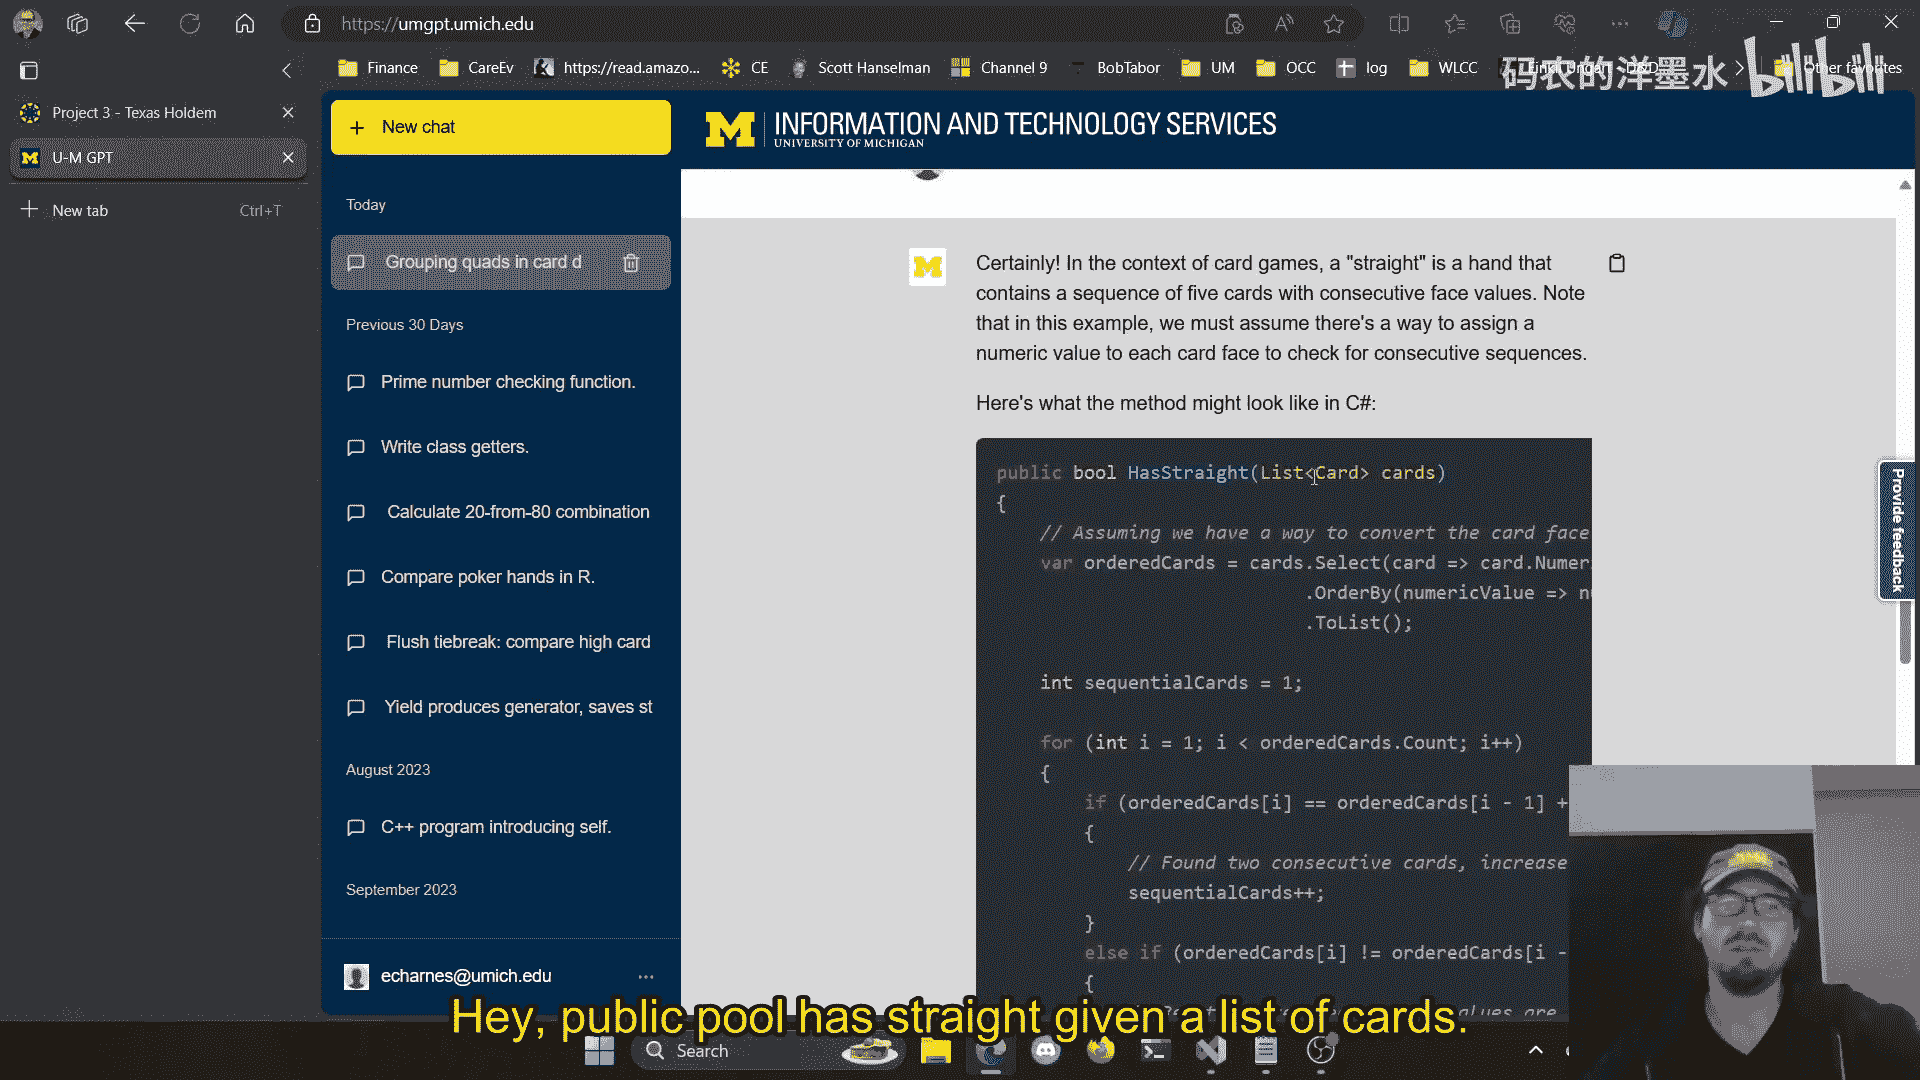 https://umgpt.umich.edu
Finance
CareEv
https://read.amazo...
CE
Scott Hanselman
Channel 9
BobTabor
UM
OCC
log
WLCC
Other favorites
码农的洋墨水
bilibili
Project 3 - Texas Holdem
U-M GPT
New tab
Ctrl+T
+ New chat
M INFORMATION AND TECHNOLOGY SERVICES
UNIVERSITY OF MICHIGAN
Today
Grouping quads in card d
Previous 30 Days
Prime number checking function.
Write class getters.
Calculate 20-from-80 combination
Compare poker hands in R.
Flush tiebreak: compare high card
Yield produces generator, saves st
August 2023
C++ program introducing self.
September 2023
echarnes@umich.edu
Certainly! In the context of card games, a "straight" is a hand that
contains a sequence of five cards with consecutive face values. Note
that in this example, we must assume there's a way to assign a
numeric value to each card face to check for consecutive sequences.
Here's what the method might look like in C#:
public bool HasStraight(List<Card> cards)
{
// Assuming we have a way to convert the card face
var orderedCards = cards.Select(card => card.Numer
.OrderBy(numericValue => n
.ToList();
int sequentialCards = 1;
for (int i = 1; i < orderedCards.Count; i++)
{
if (orderedCards[i] == orderedCards[i - 1] +
{
// Found two consecutive cards, increase
sequentialCards++;
}
else if (orderedCards[i] != orderedCards[i -
{
alues are
Provide feedback
Hey, public pool has straight given a list of cards.
Search